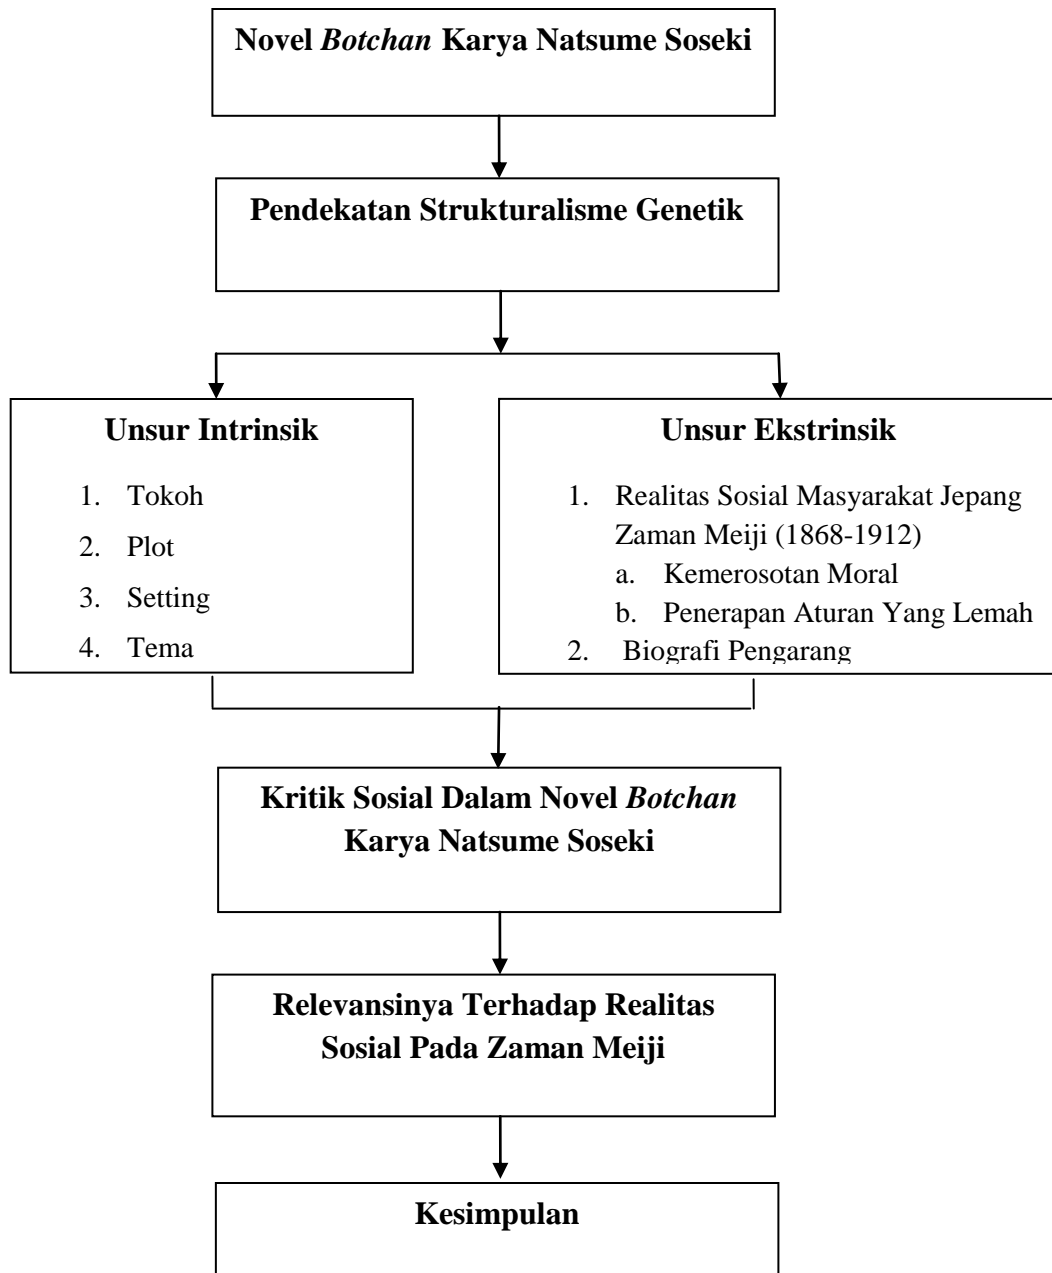 Novel Botchan Karya Natsume Soseki
Pendekatan Strukturalisme Genetik
Unsur Intrinsik
1. Tokoh
2. Plot
3. Setting
4. Tema
Unsur Ekstrinsik
1. Realitas Sosial Masyarakat Jepang
Zaman Meiji (1868-1912)
a. Kemerosotan Moral
b. Penerapan Aturan Yang Lemah
2. Biografi Pengarang
Kritik Sosial Dalam Novel Botchan
Karya Natsume Soseki
Relevansinya Terhadap Realitas
Sosial Pada Zaman Meiji
Kesimpulan